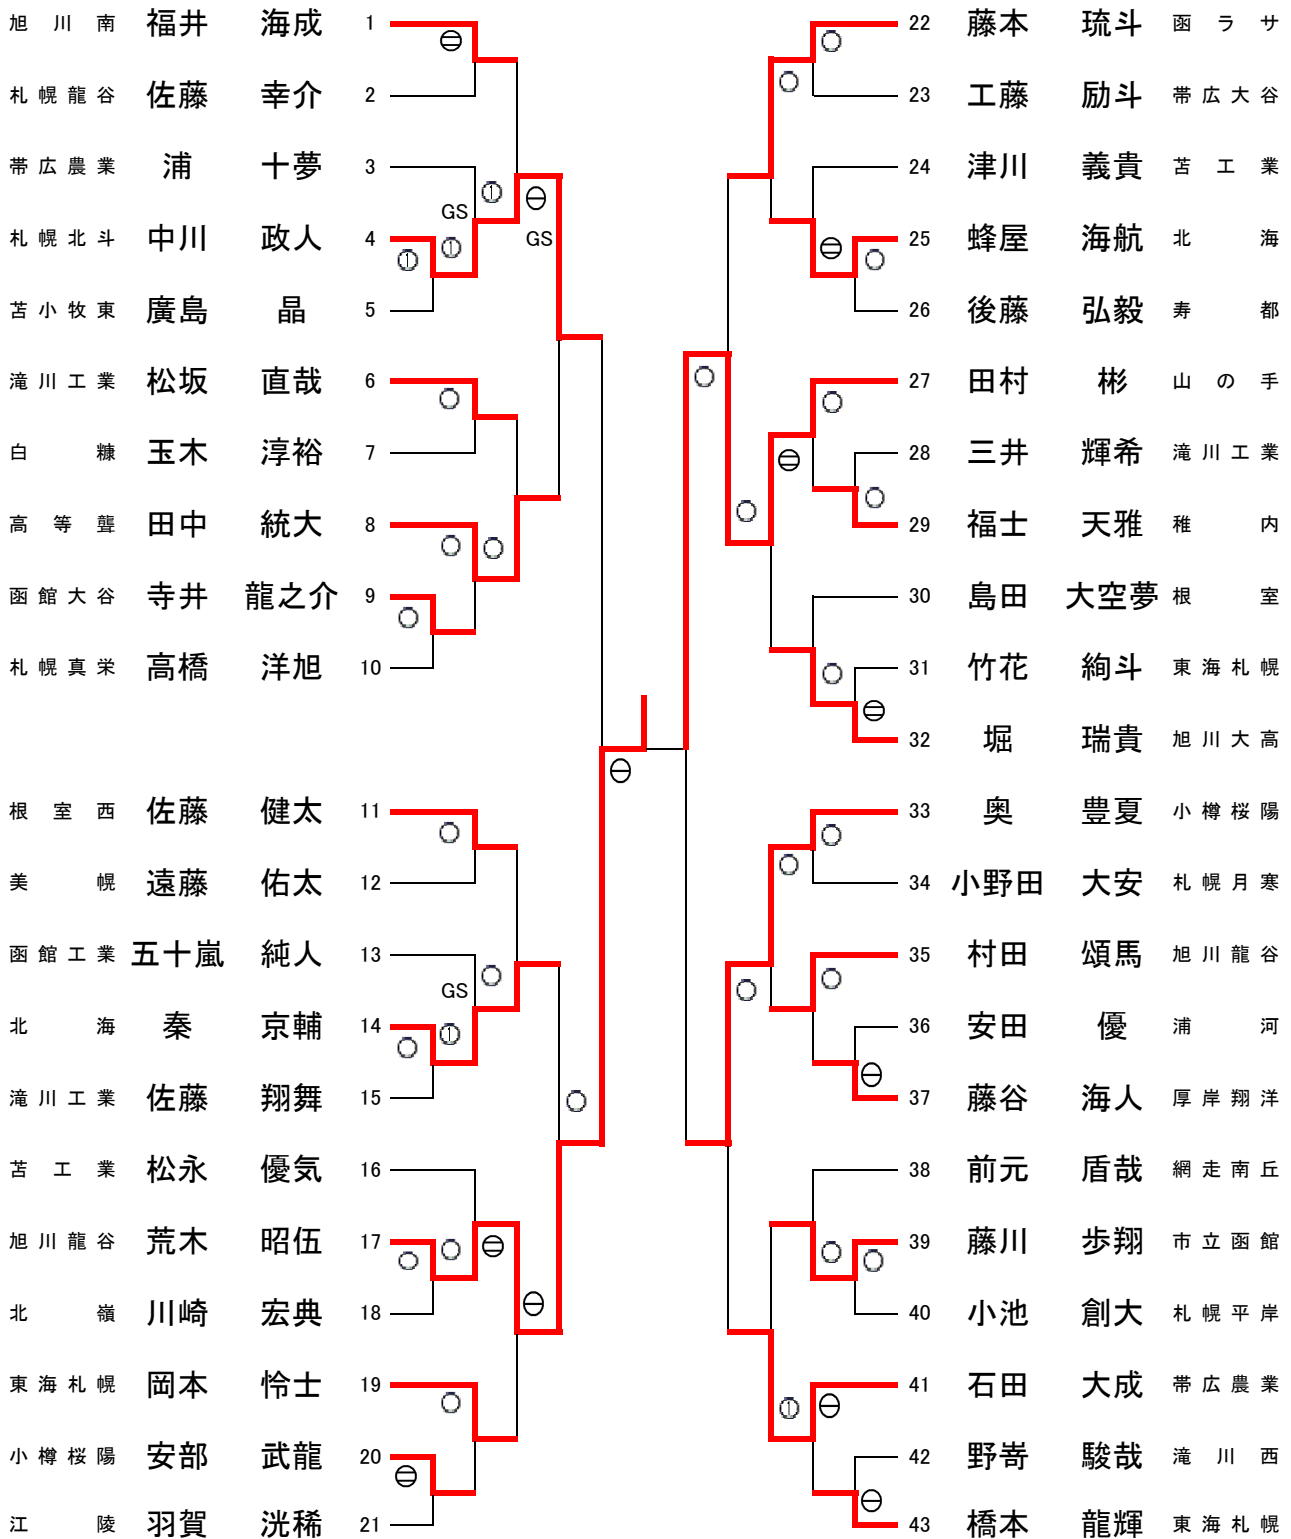 旭川南 福井 海成 1
札幌龍谷 佐藤 幸介 2
帯広農業 浦 十夢 3
GS
札幌北斗 中川 政人 4
GS
苫小牧東 廣島 晶 5
滝川工業 松坂 直哉 6
白糠 玉木 淳裕 7
高等聾 田中 統大 8
函館大谷 寺井 龍之介 9
札幌真栄 高橋 洋旭 10
根室西 佐藤 健太 11
美幌 遠藤 佑太 12
函館工業 五十嵐 純人 13
GS
北海 秦 京輔 14
滝川工業 佐藤 翔舞 15
苫工業 松永 優気 16
旭川龍谷 荒木 昭伍 17
北嶺 川崎 宏典 18
東海札幌 岡本 怜士 19
小樽桜陽 安部 武龍 20
江陵 羽賀 洸稀 21
22 藤本 琉斗 函ラサ
23 工藤 励斗 帯広大谷
24 津川 義貴 苫工業
25 蜂屋 海航 北海
26 後藤 弘毅 寿都
27 田村 彬 山の手
28 三井 輝希 滝川工業
29 福士 天雅 稚内
30 島田 大空夢 根室
31 竹花 絢斗 東海札幌
32 堀 瑞貴 旭川大高
33 奥 豊夏 小樽桜陽
34 小野田 大安 札幌月寒
35 村田 頌馬 旭川龍谷
36 安田 優 浦河
37 藤谷 海人 厚岸翔洋
38 前元 盾哉 網走南丘
39 藤川 歩翔 市立函館
40 小池 創大 札幌平岸
41 石田 大成 帯広農業
42 野嵜 駿哉 滝川西
43 橋本 龍輝 東海札幌